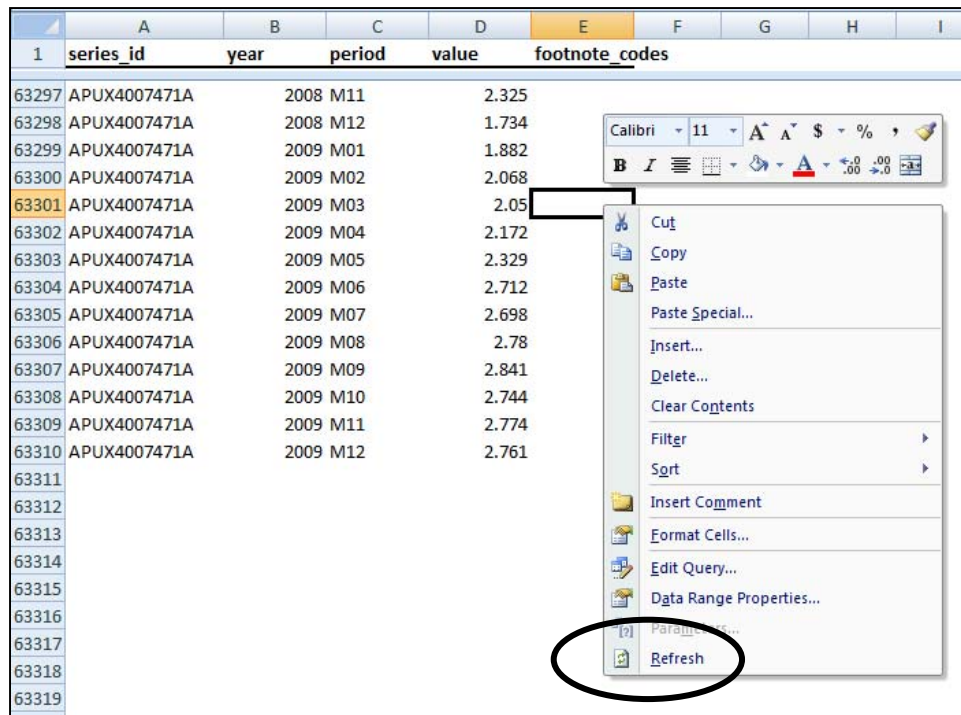 A B C D E F G H I
1 series_id year period value footnote_codes
63297 APUX4007471A 2008 M11 2.325
63298 APUX4007471A 2008 M12 1.734
63299 APUX4007471A 2009 M01 1.882
63300 APUX4007471A 2009 M02 2.068
63301 APUX4007471A 2009 M03 2.05
63302 APUX4007471A 2009 M04 2.172
63303 APUX4007471A 2009 M05 2.329
63304 APUX4007471A 2009 M06 2.712
63305 APUX4007471A 2009 M07 2.698
63306 APUX4007471A 2009 M08 2.78
63307 APUX4007471A 2009 M09 2.841
63308 APUX4007471A 2009 M10 2.744
63309 APUX4007471A 2009 M11 2.774
63310 APUX4007471A 2009 M12 2.761
63311
63312
63313
63314
63315
63316
63317
63318
63319
Calibri 11 A A $ % ,
B I A .0 .00 .00 .0 a
Cut
Copy
Paste
Paste Special...
Insert...
Delete...
Clear Contents
Filter
Sort
Insert Comment
Format Cells...
Edit Query...
Data Range Properties...
[?] Parameters...
Refresh